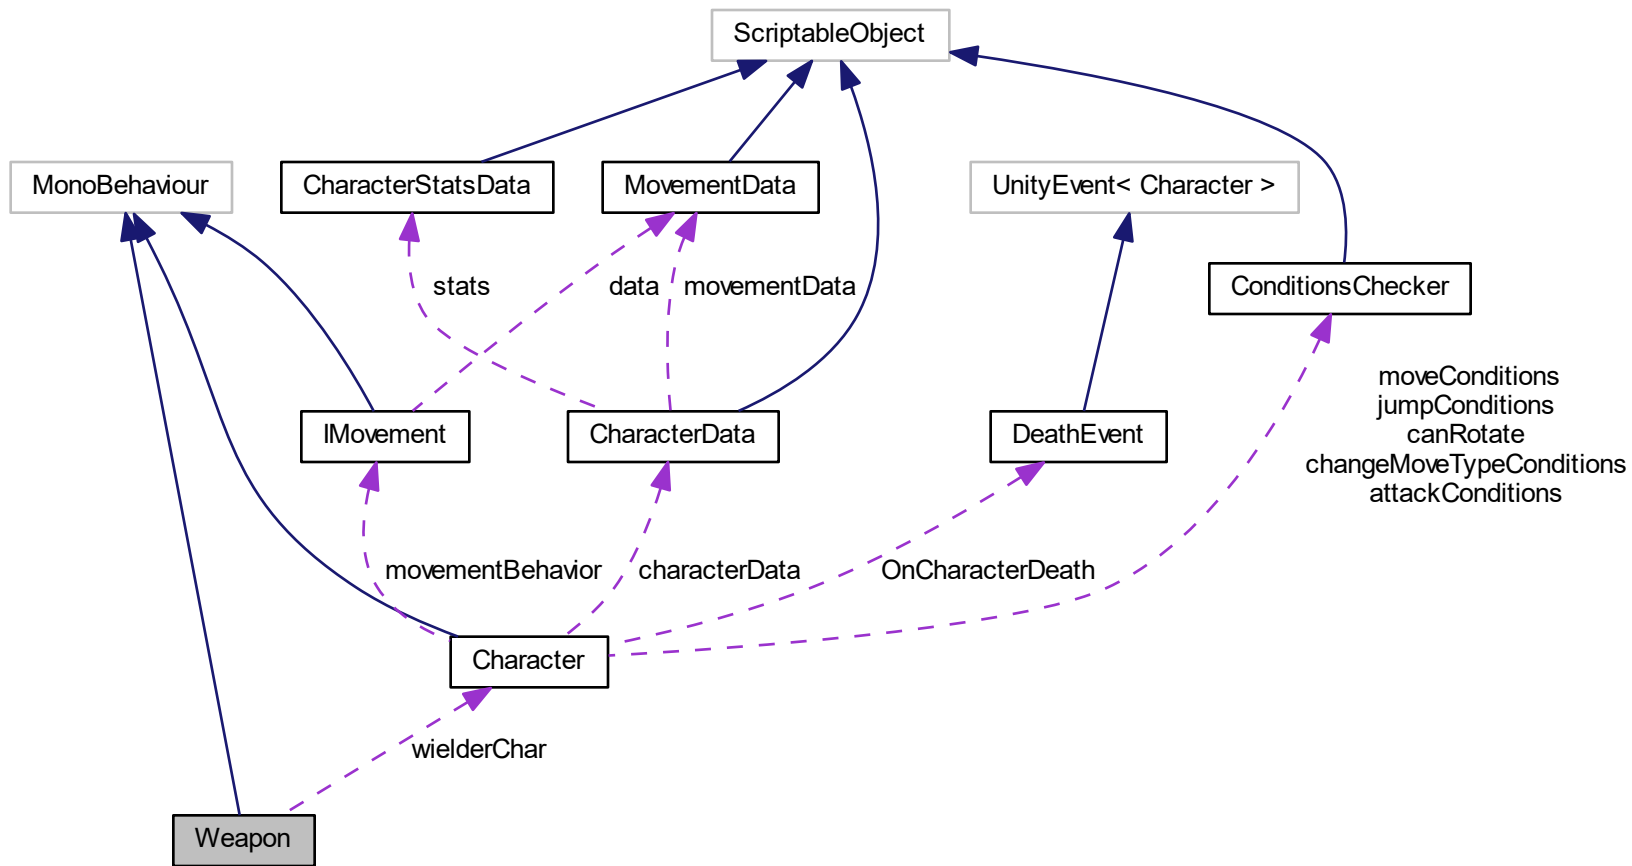 ScriptableObject
MonoBehaviour
CharacterStatsData
MovementData
UnityEvent< Character >
ConditionsChecker
stats
data
movementData
moveConditions
jumpConditions
canRotate
changeMoveTypeConditions
attackConditions
IMovement
CharacterData
DeathEvent
movementBehavior
characterData
OnCharacterDeath
Character
wielderChar
Weapon